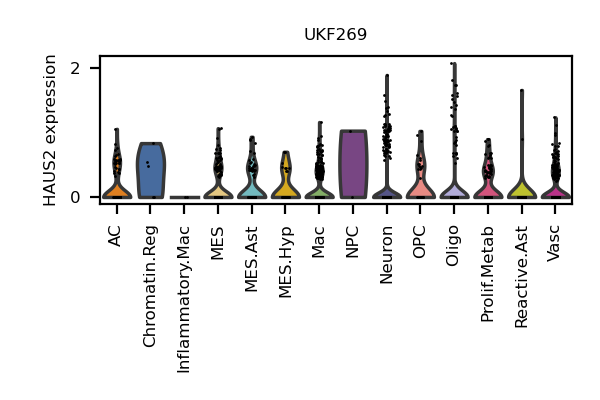 UKF269
HAUS2 expression
2
0
AC
Chromatin.Reg
Inflammatory.Mac
MES
MES.Ast
MES.Hyp
Mac
NPC
Neuron
OPC
Oligo
Prolif.Metab
Reactive.Ast
Vasc